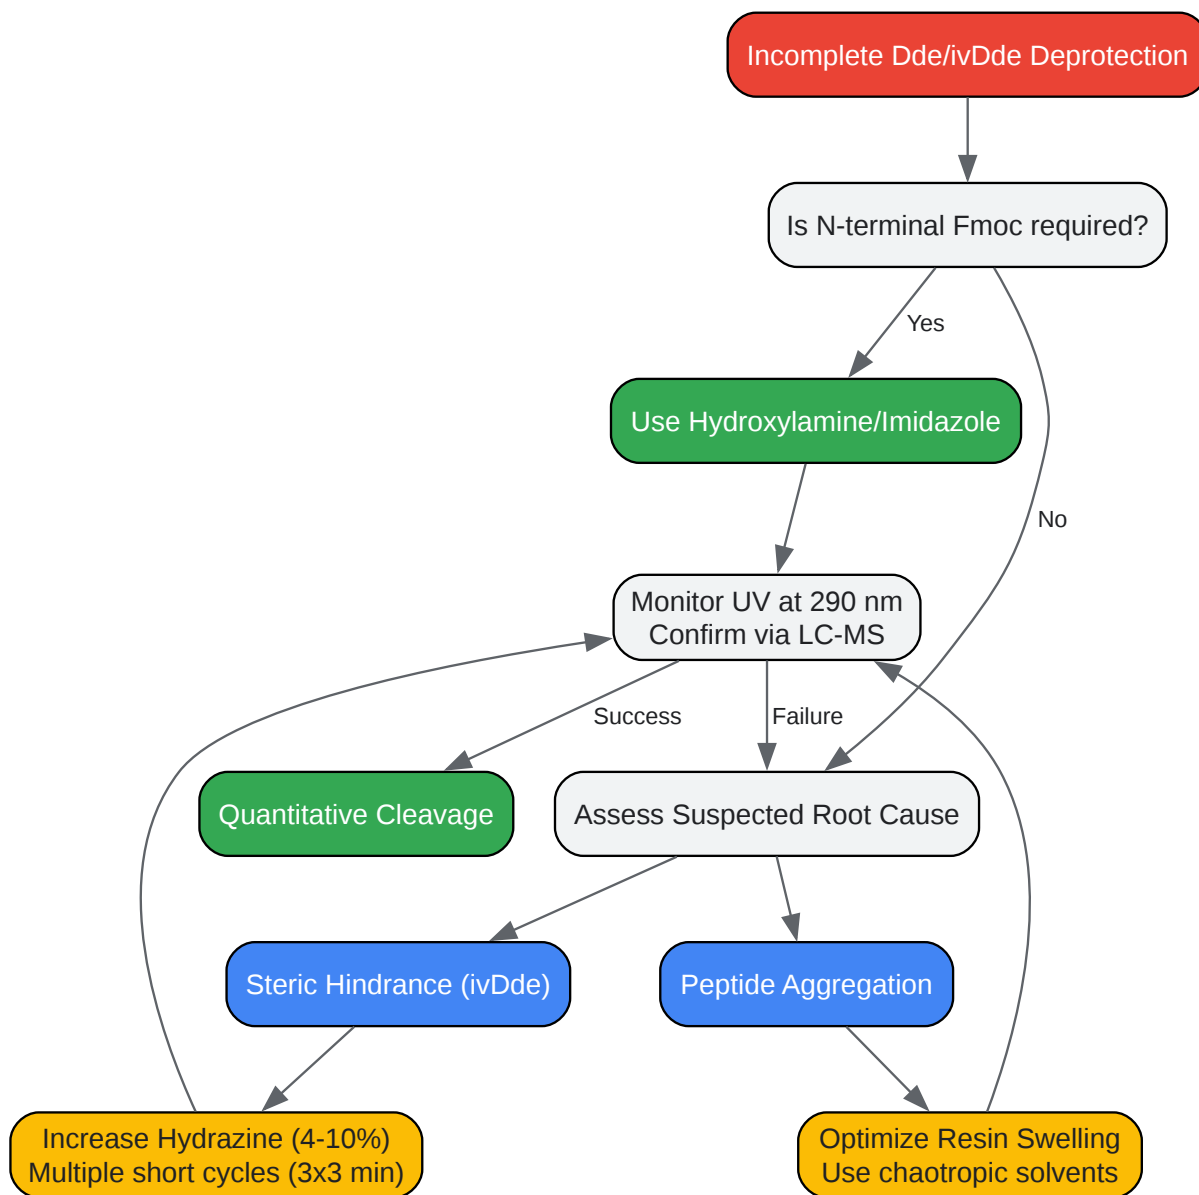 Incomplete Dde/ivDde Deprotection
Is N-terminal Fmoc required?
Yes
Use Hydroxylamine/Imidazole
No
Monitor UV at 290 nm
Confirm via LC-MS
Success
Failure
Quantitative Cleavage
Assess Suspected Root Cause
Steric Hindrance (ivDde)
Peptide Aggregation
Increase Hydrazine (4-10%)
Multiple short cycles (3x3 min)
Optimize Resin Swelling
Use chaotropic solvents